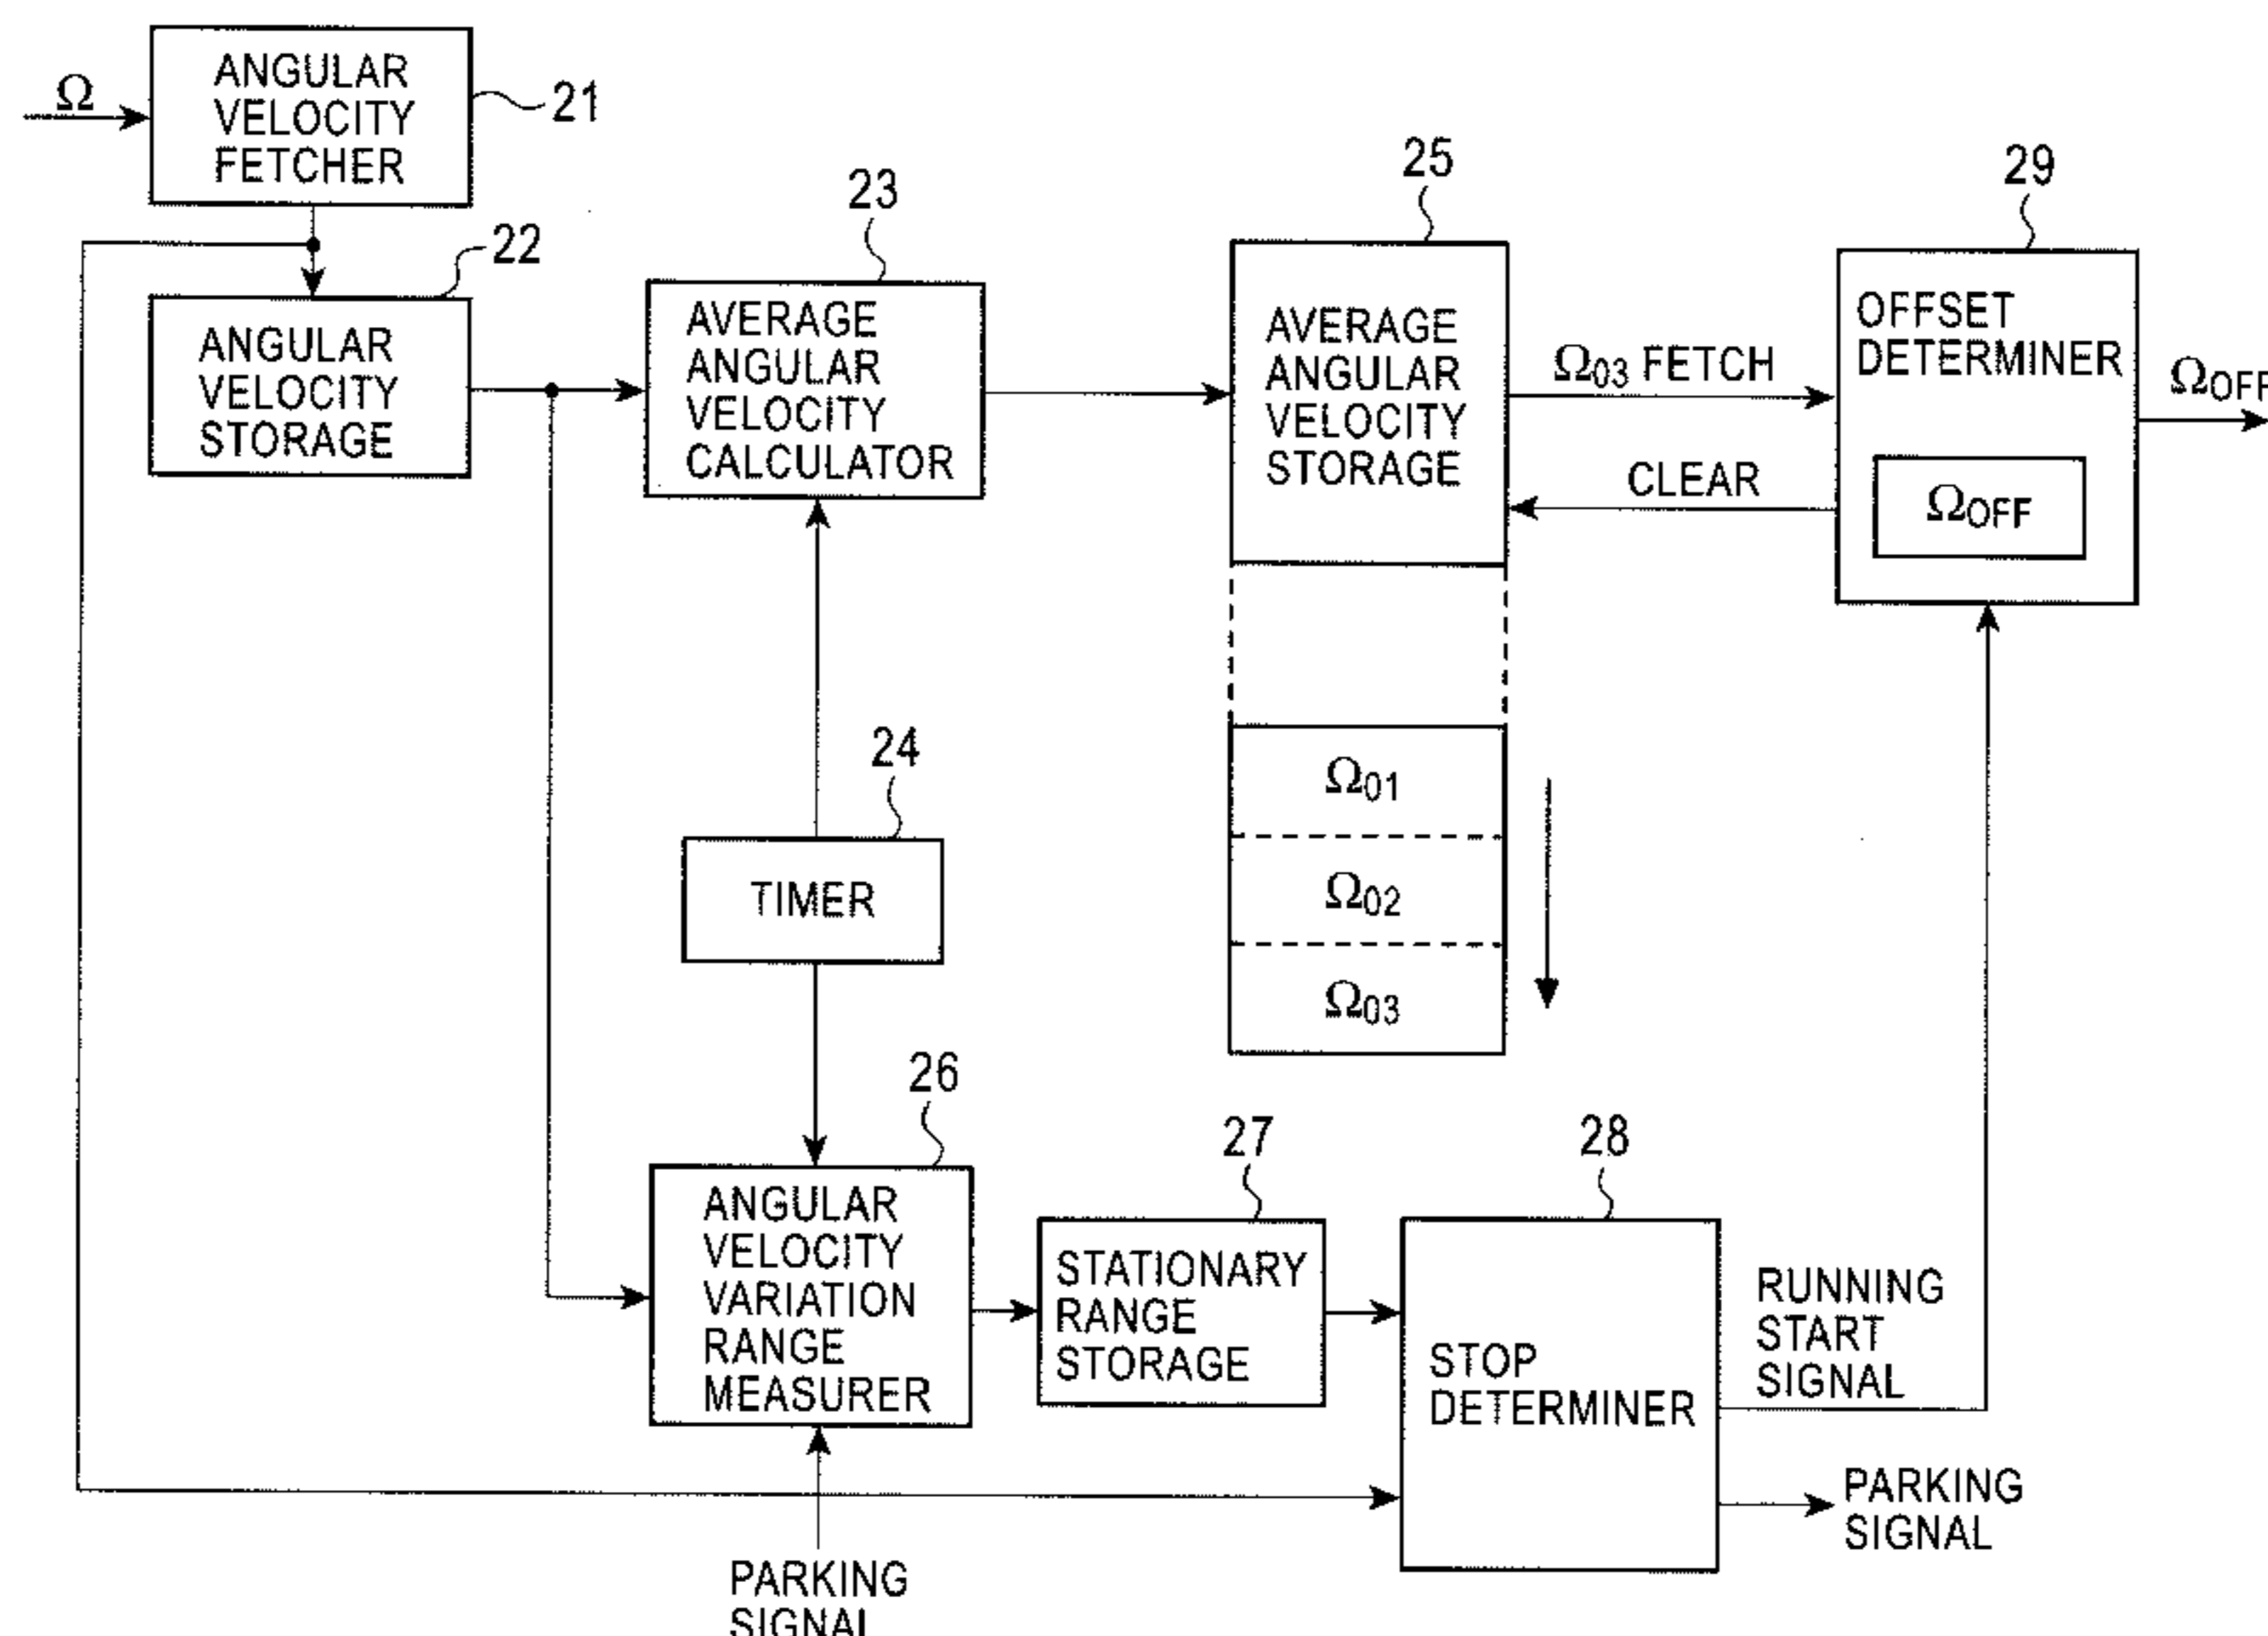 Ω
ANGULAR
VELOCITY
FETCHER
21
22
ANGULAR
VELOCITY
STORAGE
23
AVERAGE
ANGULAR
VELOCITY
CALCULATOR
25
AVERAGE
ANGULAR
VELOCITY
STORAGE
Ω03 FETCH
CLEAR
29
OFFSET
DETERMINER
ΩOFF
ΩOFF
24
TIMER
Ω01
Ω02
Ω03
26
ANGULAR
VELOCITY
VARIATION
RANGE
MEASURER
27
STATIONARY
RANGE
STORAGE
28
STOP
DETERMINER
RUNNING
START
SIGNAL
PARKING
SIGNAL
PARKING
SIGNAL